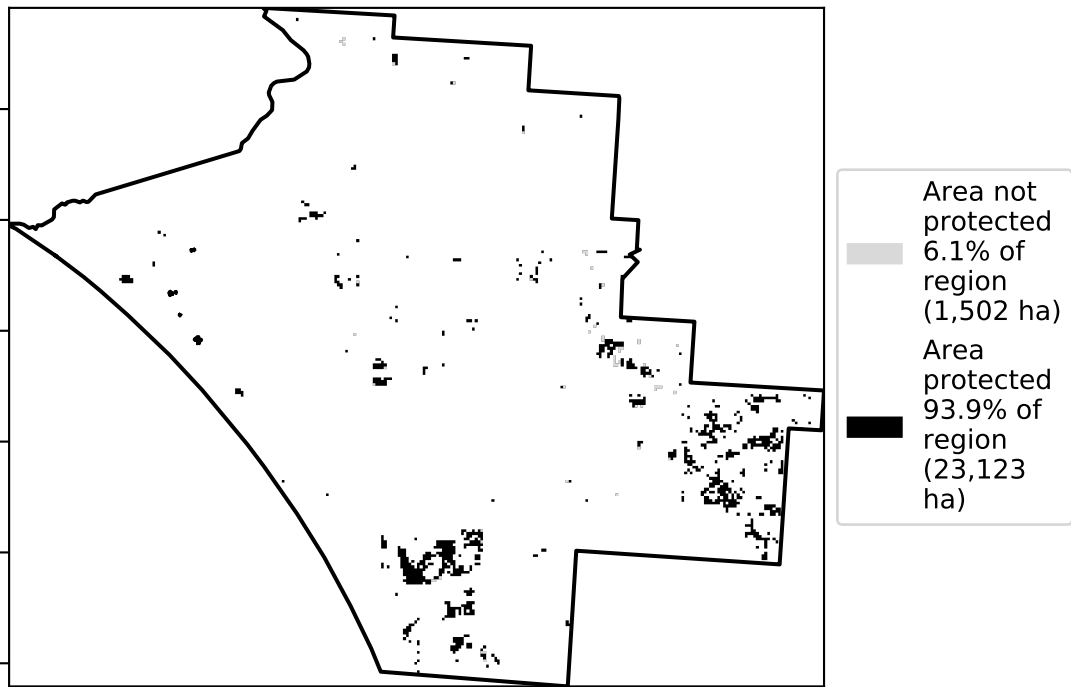 Area not
protected
6.1% of
region
(1,502 ha)
Area
protected
93.9% of
region
(23,123
ha)